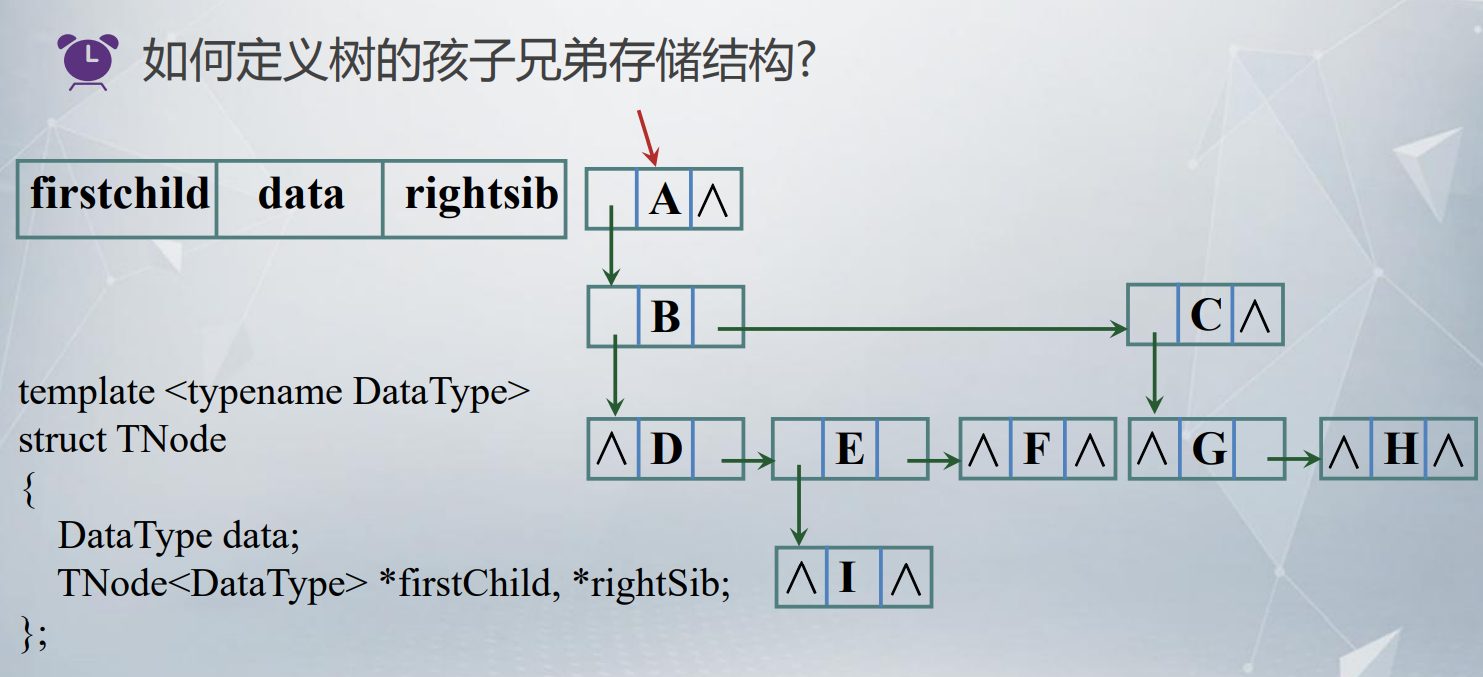 如何定义树的孩子兄弟存储结构?
firstchild data rightsib
A ∧
B
C ∧
template <typename DataType>
struct TNode
{
DataType data;
TNode<DataType> *firstChild, *rightSib;
};
∧ D
E
∧ F ∧
∧ G
∧ H ∧
∧ I ∧